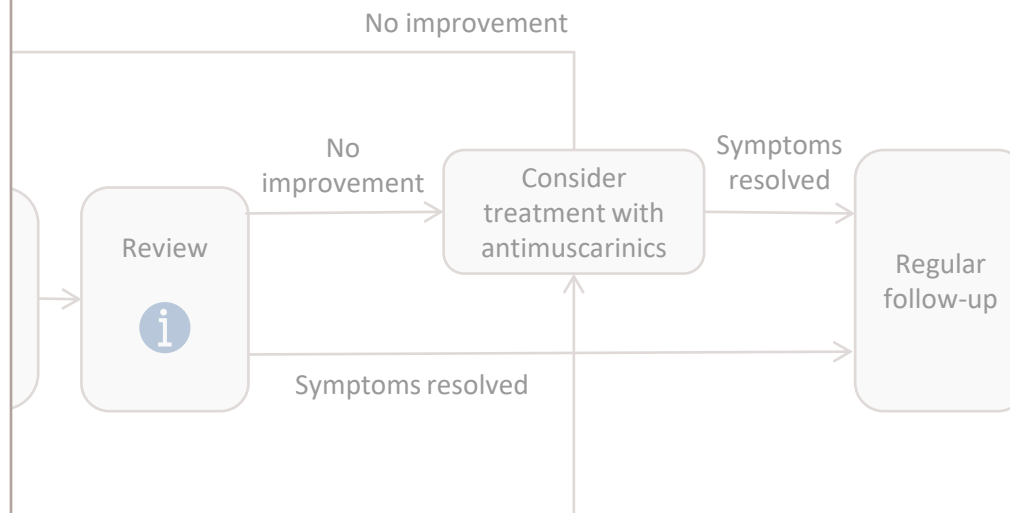 No improvement
No
improvement
Symptoms
resolved
Consider
treatment with
antimuscarinics
Review
i
Regular
follow-up
Symptoms resolved